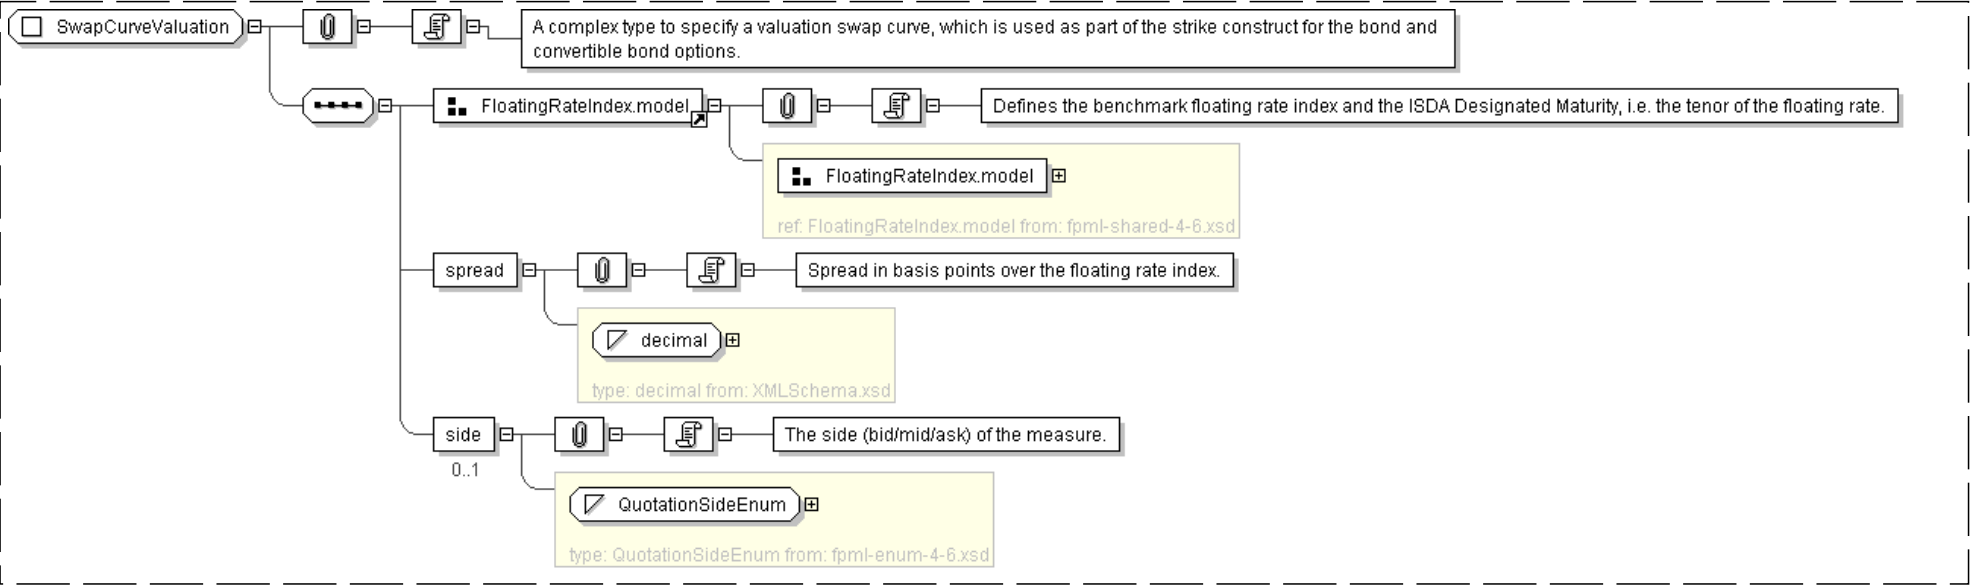 SwapCurveValuation
A complex type to specify a valuation swap curve, which is used as part of the strike construct for the bond and
convertible bond options.
FloatingRateIndex.model
Defines the benchmark floating rate index and the ISDA Designated Maturity, i.e. the tenor of the floating rate.
FloatingRateIndex.model
ref: FloatingRateIndex.model from: fpml-shared-4-6.xsd
spread
Spread in basis points over the floating rate index.
decimal
type: decimal from: XMLSchema.xsd
side
The side (bid/mid/ask) of the measure.
0..1
QuotationSideEnum
type: QuotationSideEnum from: fpml-enum-4-6.xsd